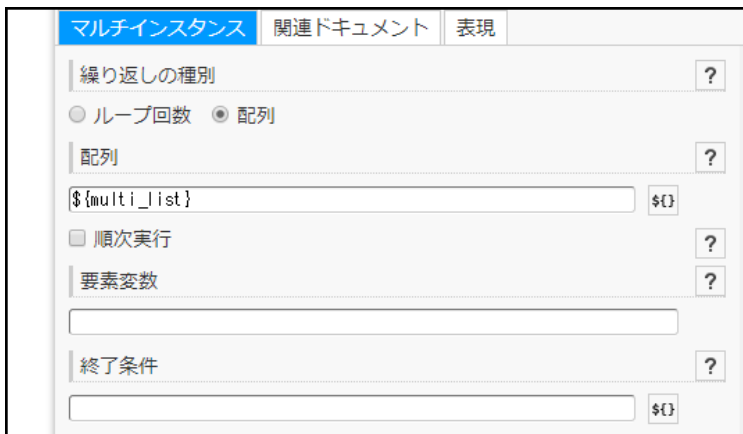 マルチインスタンス 関連ドキュメント 表現
繰り返しの種別 ?
ループ回数 配列
配列 ?
${multi_list} ${}
順次実行 ?
要素変数 ?
終了条件 ?
${}